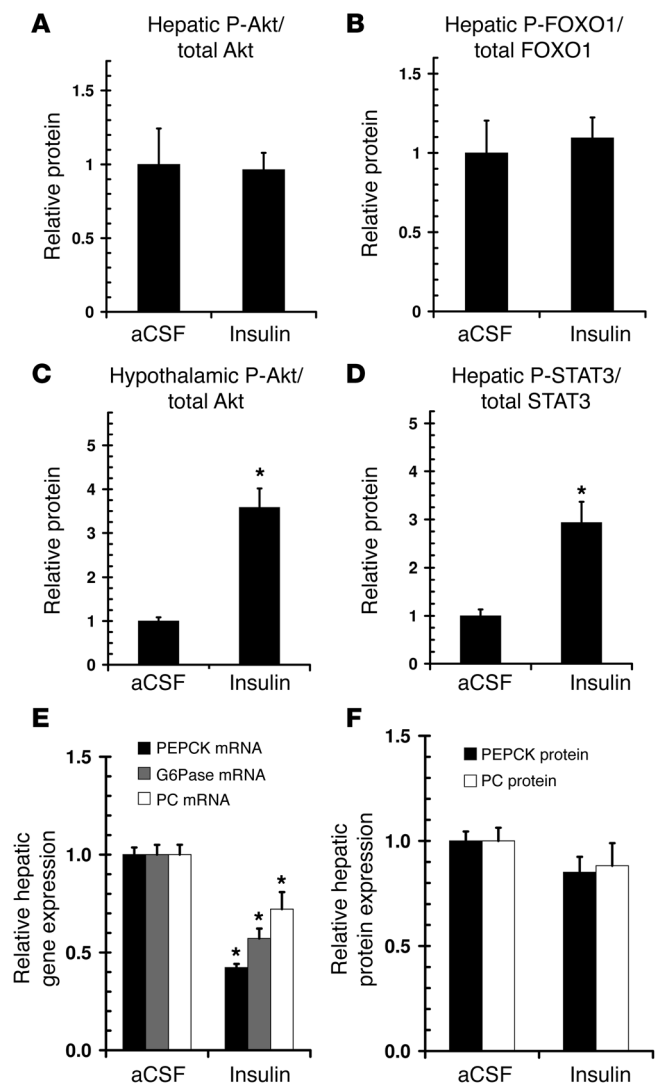 A
Hepatic P-Akt/
total Akt
Relative protein
1.5
1
0.5
0
aCSF
Insulin
B
Hepatic P-FOXO1/
total FOXO1
Relative protein
1.5
1
0.5
0
aCSF
Insulin
C
Hypothalamic P-Akt/
total Akt
Relative protein
5
4
3
2
1
0
*
aCSF
Insulin
D
Hepatic P-STAT3/
total STAT3
Relative protein
5
4
3
2
1
0
*
aCSF
Insulin
E
PEPCK mRNA
G6Pase mRNA
PC mRNA
Relative hepatic
gene expression
1.5
1.0
0.5
0.0
* * *
aCSF
Insulin
F
PEPCK protein
PC protein
Relative hepatic
protein expression
1.5
1.0
0.5
0.0
aCSF
Insulin